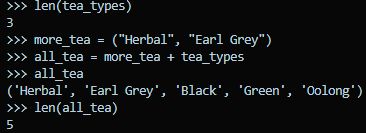 >>> len(tea_types)
3
>>> more_tea = ("Herbal", "Earl Grey")
>>> all_tea = more_tea + tea_types
>>> all_tea
('Herbal', 'Earl Grey', 'Black', 'Green', 'Oolong')
>>> len(all_tea)
5